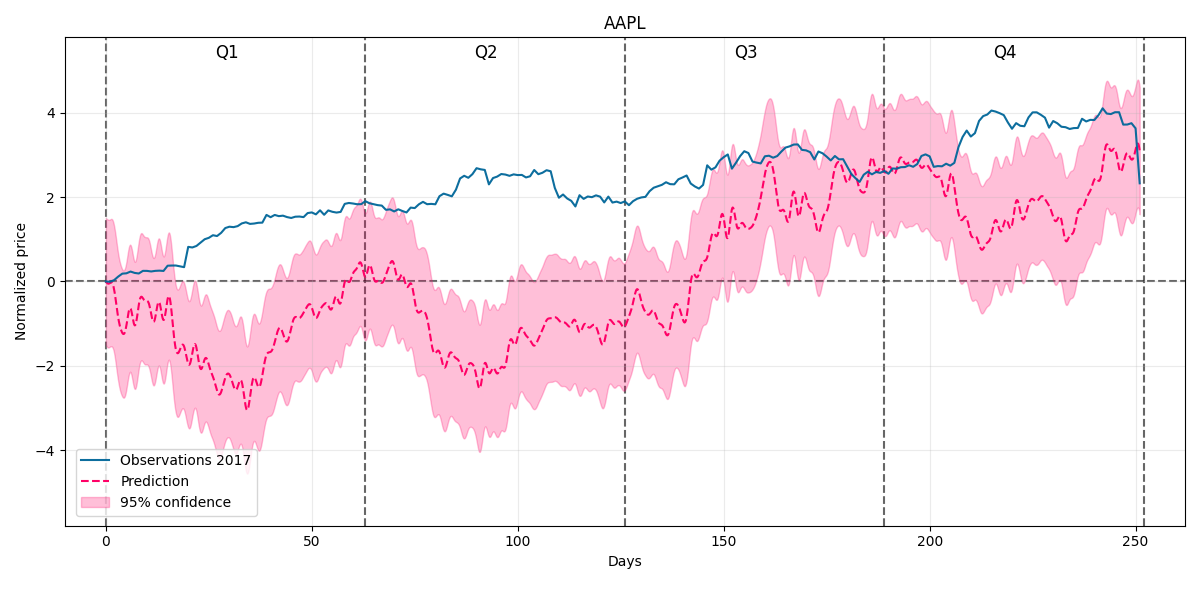 AAPL
Q1 Q2 Q3 Q4
Normalized price
4
2
0
−2
−4
Observations 2017
Prediction
95% confidence
0 50 100 150 200 250
Days